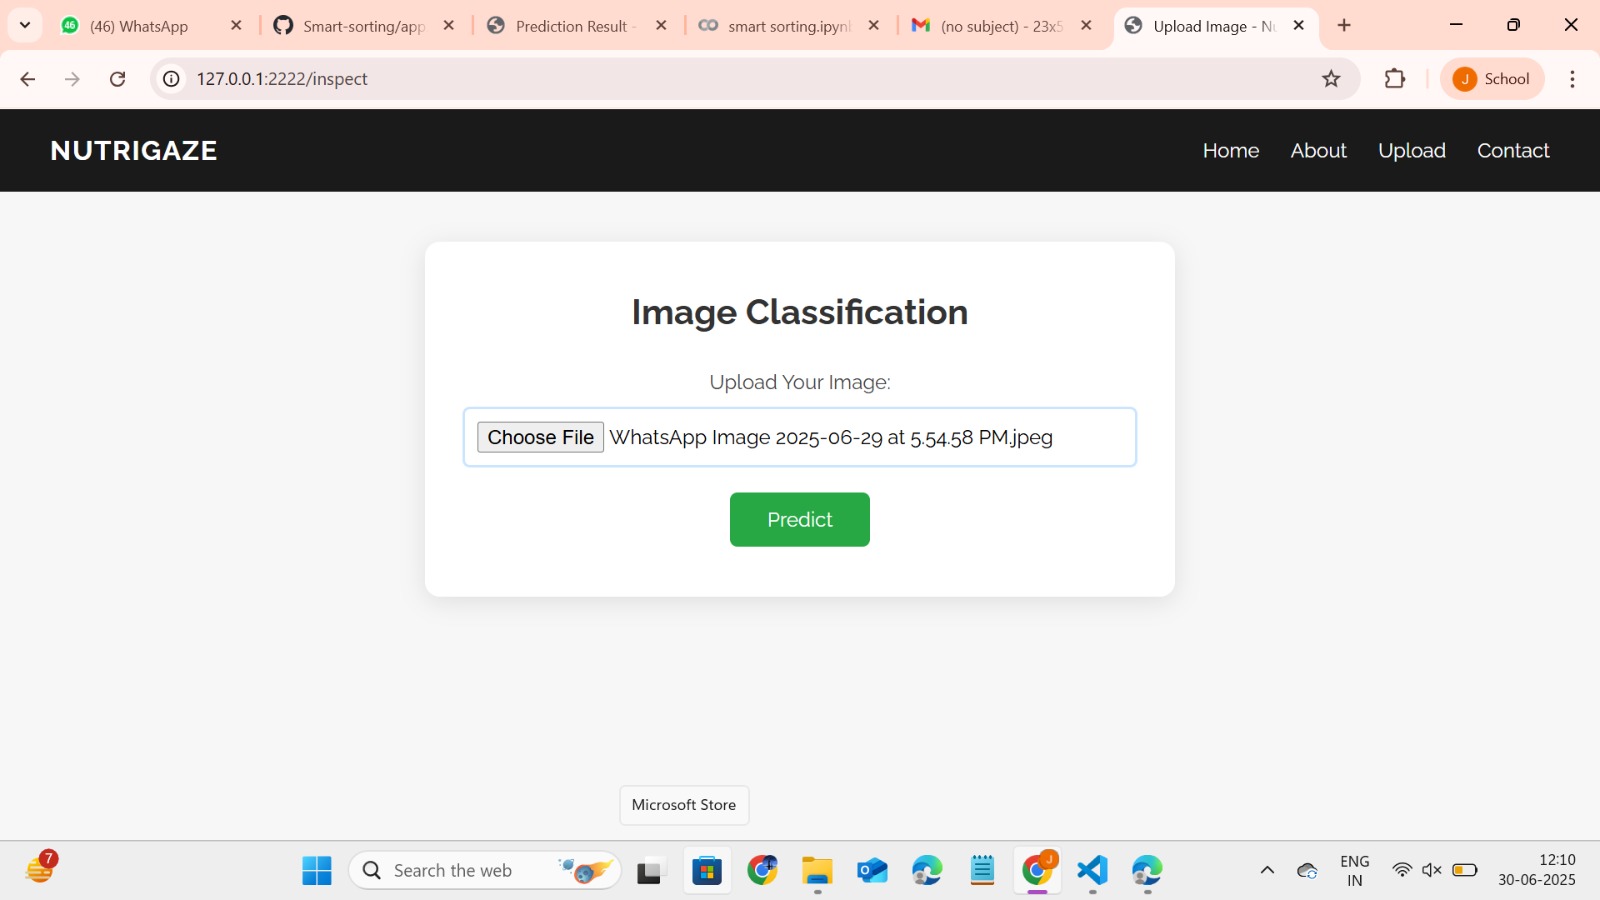 46 (46) WhatsApp
Smart-sorting/app
Prediction Result -
smart sorting.ipynb
(no subject) - 23x5
Upload Image - Nu
127.0.0.1:2222/inspect
J School
NUTRIGAZE
Home
About
Upload
Contact
Image Classification
Upload Your Image:
Choose File WhatsApp Image 2025-06-29 at 5.54.58 PM.jpeg
Predict
Microsoft Store
7
Search the web
J
ENG
IN
12:10
30-06-2025